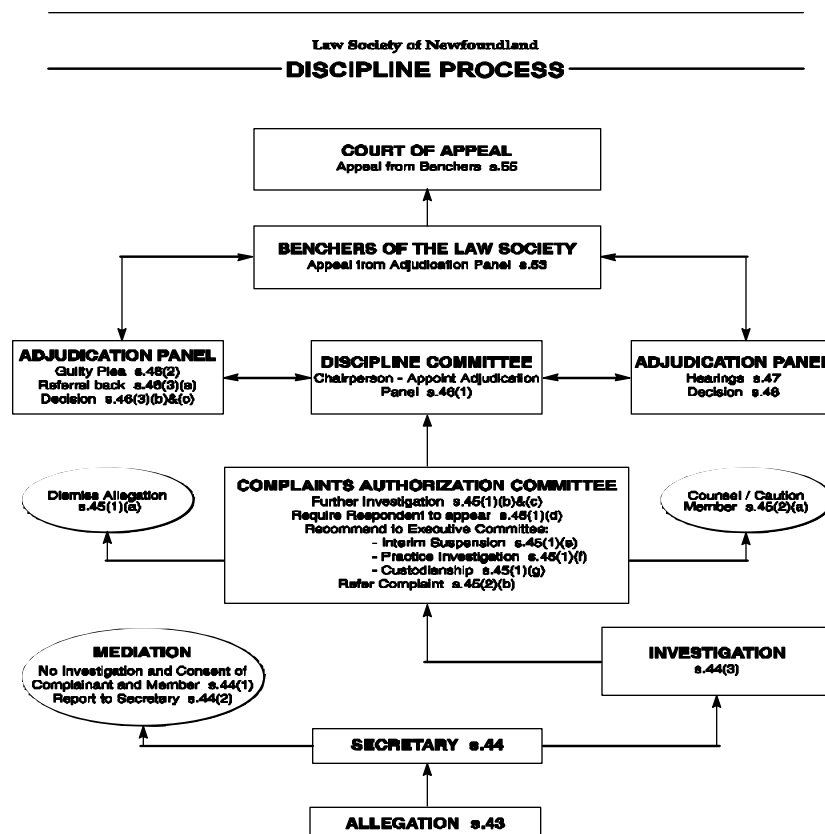 Law Society of Newfoundland
DISCIPLINE PROCESS
COURT OF APPEAL
Appeal from Benchers s.55
BENCHERS OF THE LAW SOCIETY
Appeal from Adjudication Panel s.53
ADJUDICATION PANEL
Guilty Plea s.46(2)
Referral back s.46(3)(a)
Decision s.46(3)(b)&(c)
DISCIPLINE COMMITTEE
Chairperson - Appoint Adjudication
Panel s.46(1)
ADJUDICATION PANEL
Hearings s.47
Decision s.48
Dismiss Allegation
s.45(1)(a)
COMPLAINTS AUTHORIZATION COMMITTEE
Further Investigation s.45(1)(b)&(c)
Require Respondent to appear s.45(1)(d)
Recommend to Executive Committee:
- Interim Suspension s.45(1)(e)
- Practice Investigation s.45(1)(f)
- Custodianship s.45(1)(g)
Refer Complaint s.45(2)(b)
Counsel / Caution
Member s.45(2)(a)
MEDIATION
No Investigation and Consent of
Complainant and Member s.44(1)
Report to Secretary s.44(2)
INVESTIGATION
s.44(3)
SECRETARY s.44
ALLEGATION s.43